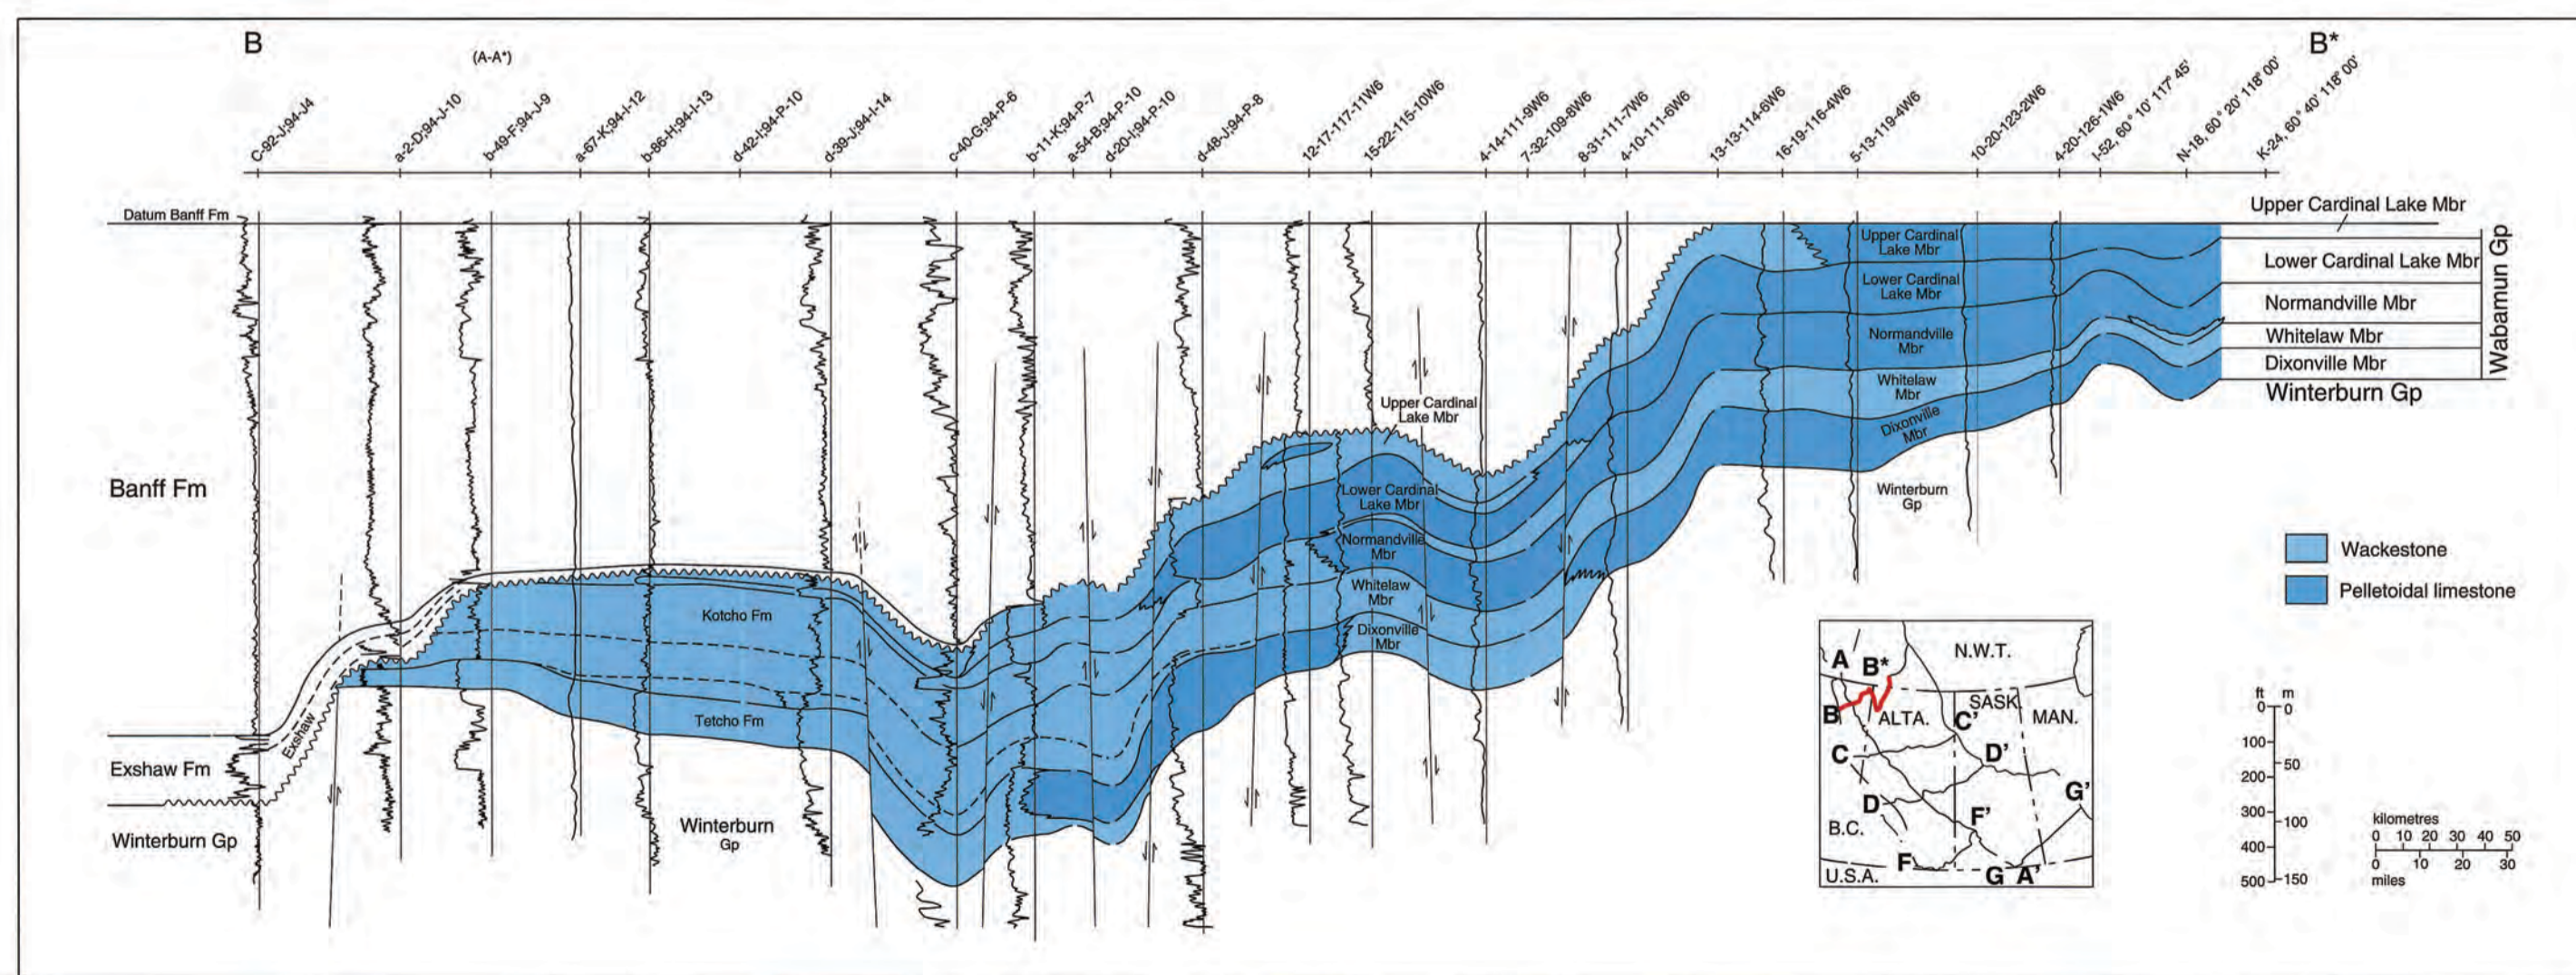 B
B*
(A-A*)
C-92-J;94-J4
a-2-D;94-J-10
b-49-F;94-J-9
a-67-K;94-I-12
b-86-H;94-I-13
d-42-I;94-P-10
d-39-J;94-I-14
c-40-G;94-P-6
b-11-K;94-P-7
a-54-B;94-P-10
d-20-I;94-P-10
d-48-J;94-P-8
12-17-117-11W6
15-22-115-10W6
4-14-111-9W6
7-32-109-8W6
8-31-111-7W6
4-10-111-6W6
13-13-114-6W6
16-19-116-4W6
5-13-119-4W6
10-20-123-2W6
4-20-126-1W6
I-52, 60° 10' 117° 45'
N-18, 60° 20' 118° 00'
K-24, 60° 40' 118° 00'
Datum Banff Fm
Upper Cardinal Lake Mbr
Lower Cardinal Lake Mbr
Normandville Mbr
Whitelaw Mbr
Dixonville Mbr
Wabamun Gp
Winterburn Gp
Upper Cardinal
Lake Mbr
Lower Cardinal
Lake Mbr
Normandville
Mbr
Whitelaw
Mbr
Dixonville
Mbr
Winterburn
Gp
Upper Cardinal
Lake Mbr
Lower Cardinal
Lake Mbr
Normandville
Mbr
Whitelaw
Mbr
Dixonville
Mbr
Banff Fm
Kotcho Fm
Tetcho Fm
Exshaw
Exshaw Fm
Winterburn Gp
Winterburn
Gp
Wackestone
Pelletoidal limestone
A
B*
N.W.T.
B
ALTA.
SASK.
MAN.
C'
C
D'
D
G'
B.C.
F'
F
U.S.A.
G
A'
ft m
0 0
100
50
200
300
100
400
500 150
kilometres
0 10 20 30 40 50
0 10 20 30
miles